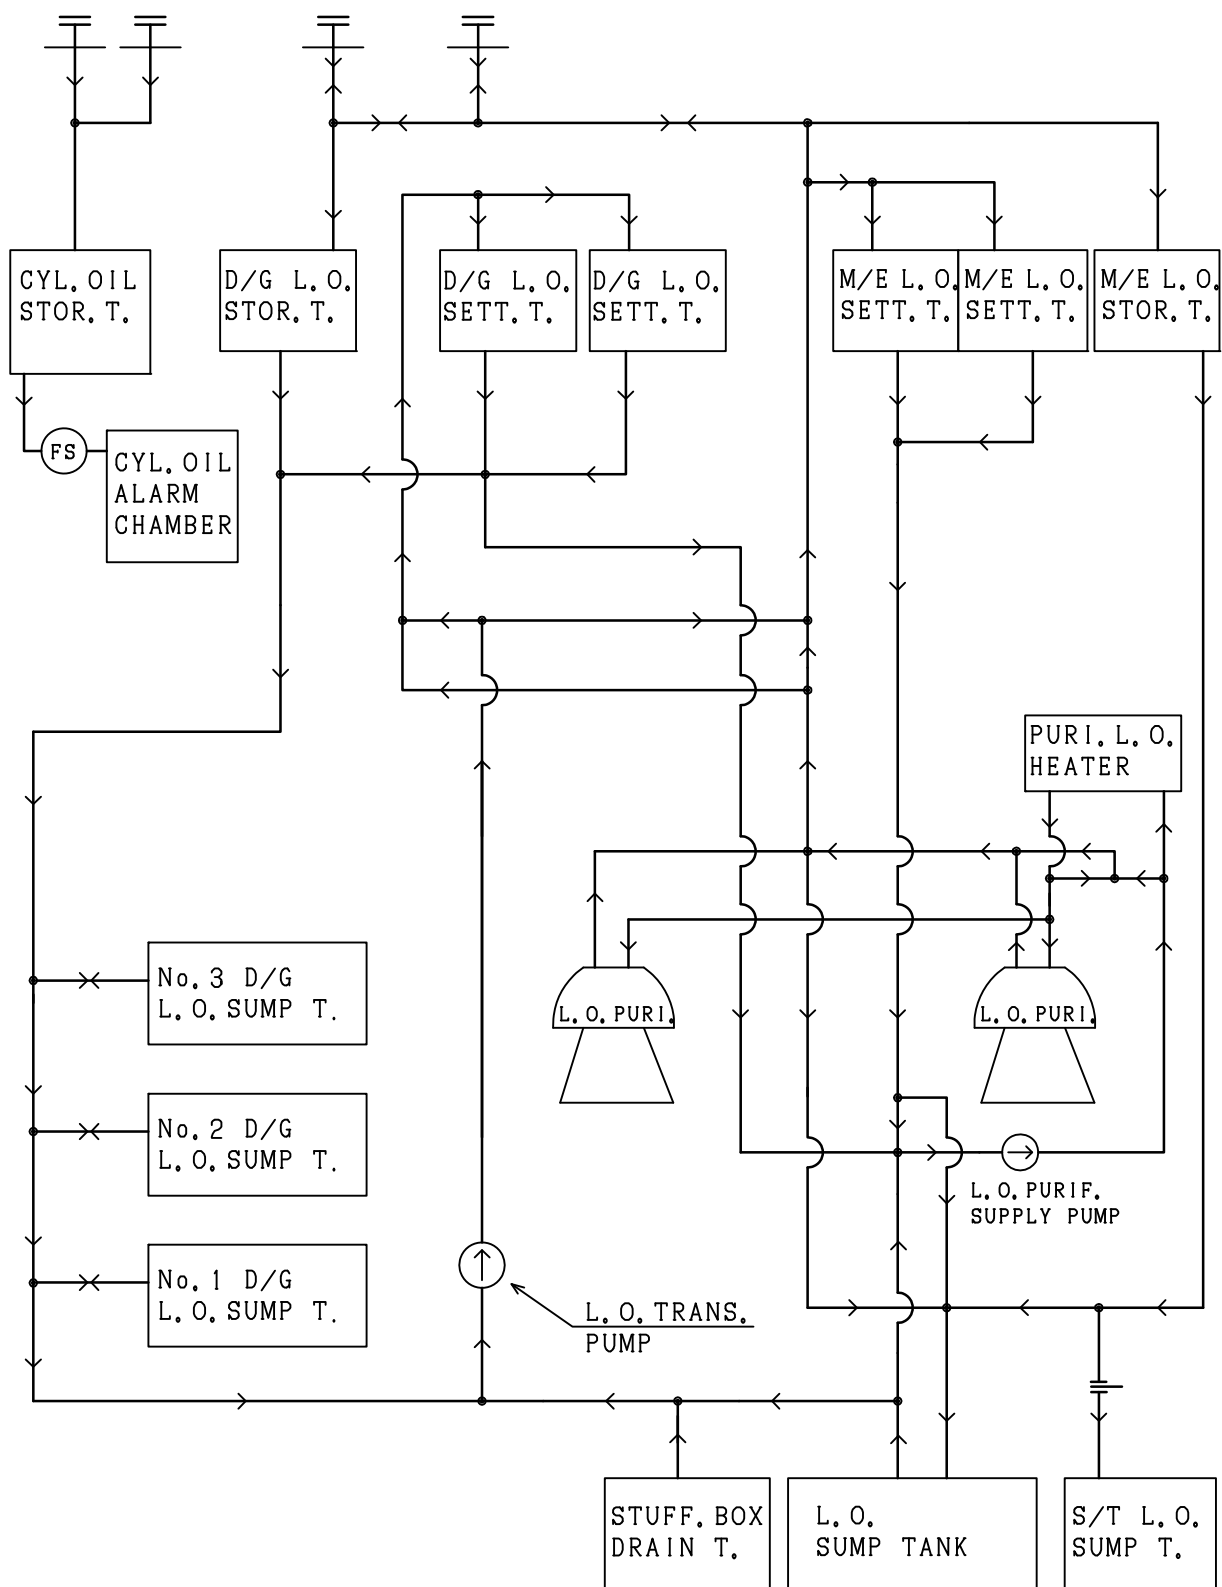 CYL. OIL
STOR. T.
D/G L. O.
STOR. T.
D/G L. O.
SETT. T.
D/G L. O.
SETT. T.
M/E L. O.
SETT. T.
M/E L. O.
SETT. T.
M/E L. O.
STOR. T.
FS
CYL. OIL
ALARM
CHAMBER
PURI. L. O.
HEATER
No. 3 D/G
L. O. SUMP T.
L. O. PURI.
L. O. PURI.
No. 2 D/G
L. O. SUMP T.
L. O. PURIF.
SUPPLY PUMP
No. 1 D/G
L. O. SUMP T.
L. O. TRANS.
PUMP
STUFF. BOX
DRAIN T.
L. O.
SUMP TANK
S/T L. O.
SUMP T.